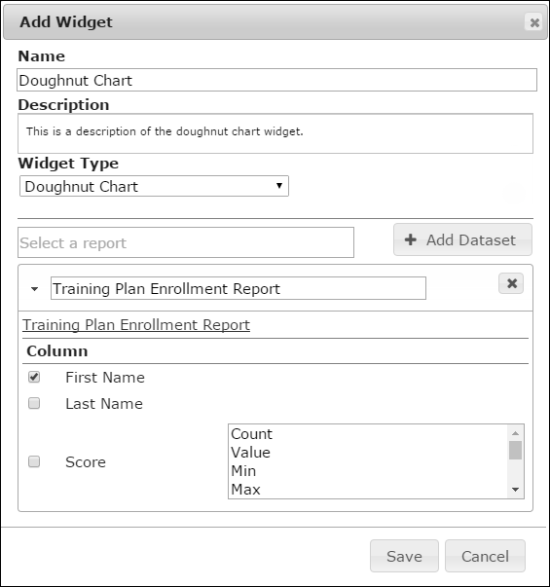 Add Widget
Name
Doughnut Chart
Description
This is a description of the doughnut chart widget.
Widget Type
Doughnut Chart
Select a report
Add Dataset
Training Plan Enrollment Report
Training Plan Enrollment Report
Column
First Name
Last Name
Score
Count
Value
Min
Max
Save
Cancel